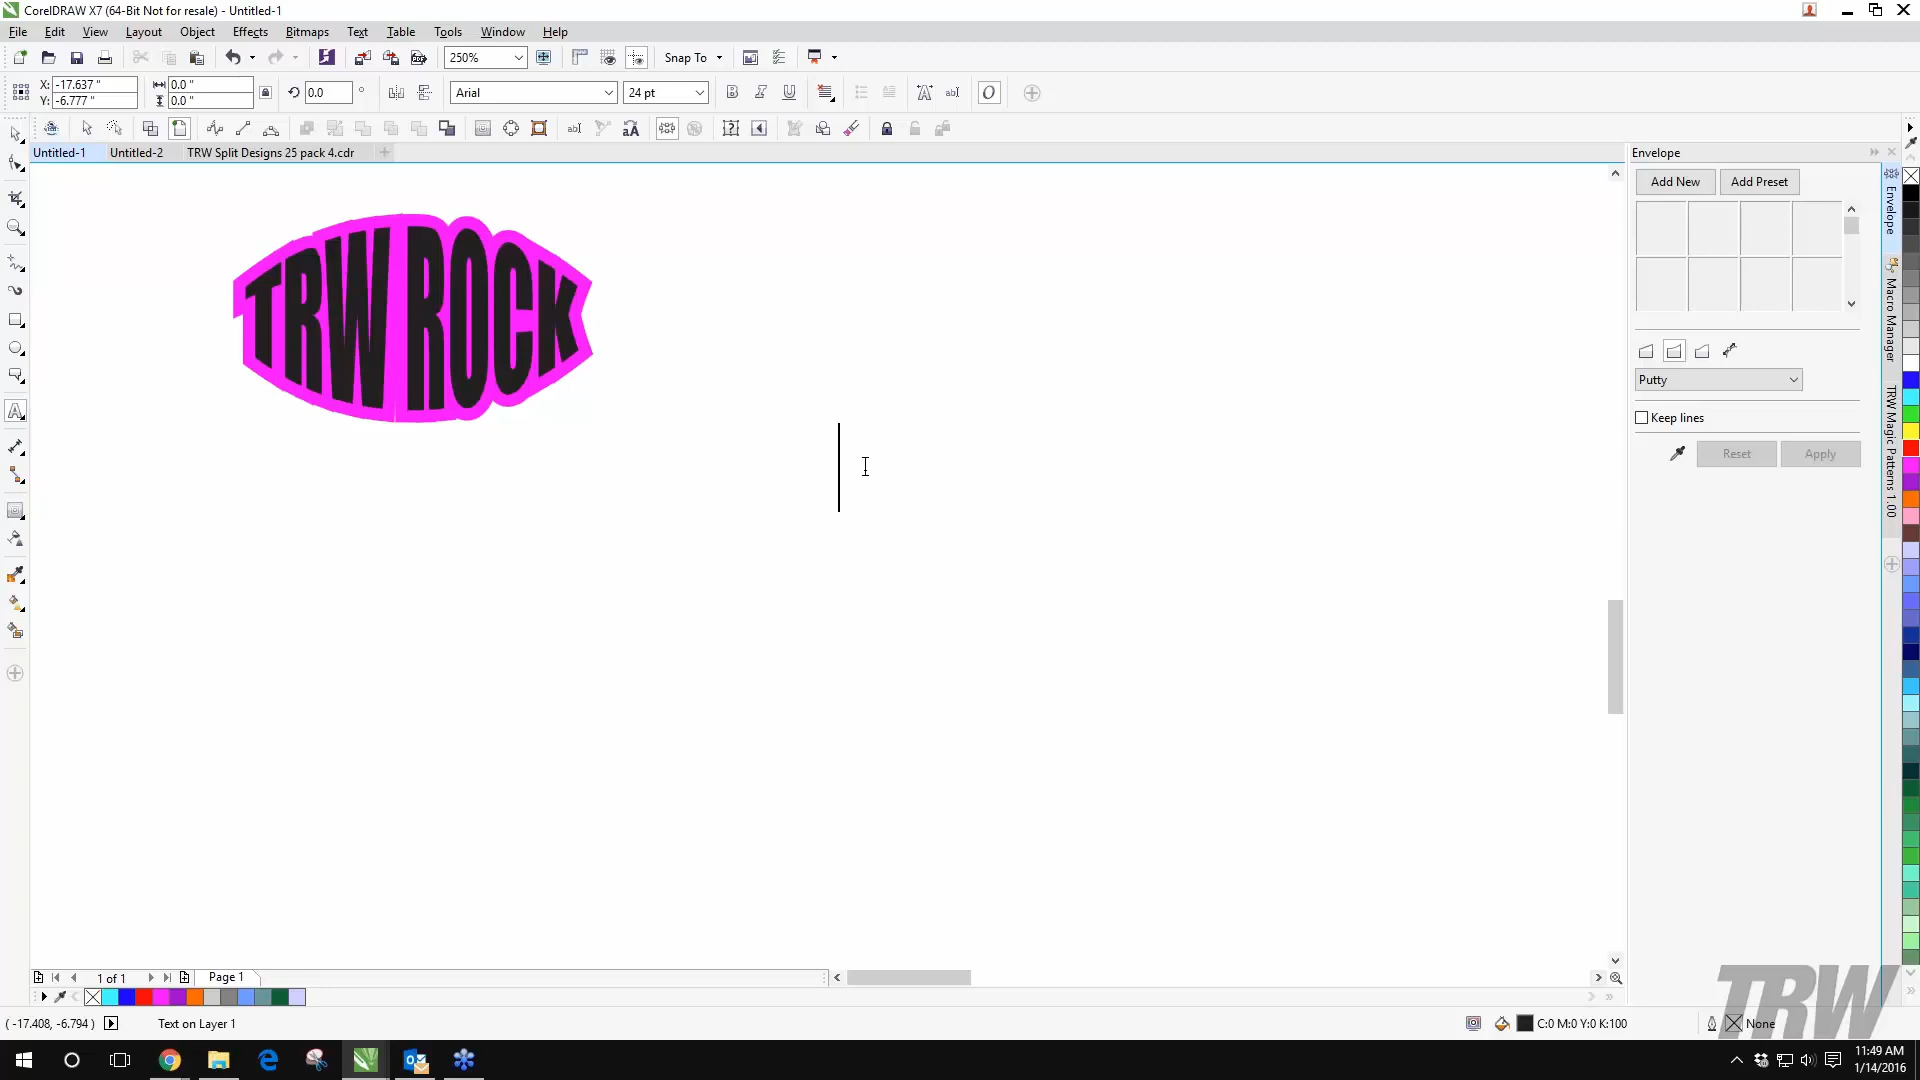 CorelDRAW X7 (64-Bit Not for resale) - Untitled-1
File Edit View Layout Object Effects Bitmaps Text Table Tools Window Help
250% Snap To
X: -17.637 " 0.0 " 0.0 ° Arial 24 pt
Y: -6.777 " 0.0 "
Untitled-1 Untitled-2 TRW Split Designs 25 pack 4.cdr
Envelope
Add New Add Preset
Putty
Keep lines
Reset Apply
Envelope
Macro Manager
TRW Magic Patterns 1.00
TRW ROCK
1 of 1 Page 1
( -17.408, -6.794 ) Text on Layer 1 C:0 M:0 Y:0 K:100 None
TRW
11:49 AM
1/14/2016